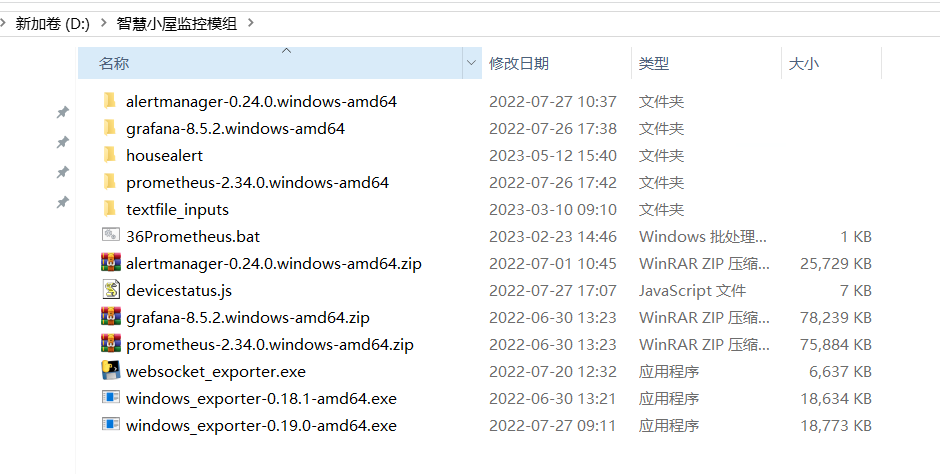 新加卷 (D:) > 智慧小屋监控模组 >
名称 修改日期 类型 大小
alertmanager-0.24.0.windows-amd64 2022-07-27 10:37 文件夹
grafana-8.5.2.windows-amd64 2022-07-26 17:38 文件夹
housealert 2023-05-12 15:40 文件夹
prometheus-2.34.0.windows-amd64 2022-07-26 17:42 文件夹
textfile_inputs 2023-03-10 09:10 文件夹
36Prometheus.bat 2023-02-23 14:46 Windows 批处理... 1 KB
alertmanager-0.24.0.windows-amd64.zip 2022-07-01 10:45 WinRAR ZIP 压缩... 25,729 KB
devicestatus.js 2022-07-27 17:07 JavaScript 文件 7 KB
grafana-8.5.2.windows-amd64.zip 2022-06-30 13:23 WinRAR ZIP 压缩... 78,239 KB
prometheus-2.34.0.windows-amd64.zip 2022-06-30 13:23 WinRAR ZIP 压缩... 75,884 KB
websocket_exporter.exe 2022-07-20 12:32 应用程序 6,637 KB
windows_exporter-0.18.1-amd64.exe 2022-06-30 13:21 应用程序 18,634 KB
windows_exporter-0.19.0-amd64.exe 2022-07-27 09:11 应用程序 18,773 KB